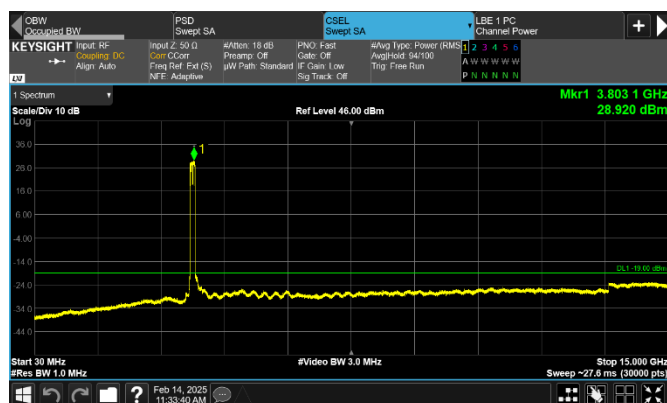 OBW
Occupied BW
PSD
Swept SA
CSEL
Swept SA
LBE 1 PC
Channel Power
KEYSIGHT
Input: RF
Coupling: DC
Align: Auto
Input Z: 50 Ω
Corr CCorr
Freq Ref: Ext (S)
NFE: Adaptive
#Atten: 18 dB
Preamp: Off
µW Path: Standard
PNO: Fast
Gate: Off
IF Gain: Low
Sig Track: Off
#Avg Type: Power (RMS)
Avg|Hold: 94/100
Trig: Free Run
1 2 3 4 5 6
A W W W W W
P N N N N N
LXI
1 Spectrum
Scale/Div 10 dB
Log
Ref Level 46.00 dBm
Mkr1 3.803 1 GHz
28.920 dBm
36.0
26.0
16.0
6.00
-4.00
-14.0
-24.0
-34.0
-44.0
1
DL1 -19.00 dBm
Start 30 MHz
#Res BW 1.0 MHz
#Video BW 3.0 MHz
Stop 15.000 GHz
Sweep ~27.6 ms (30000 pts)
?
Feb 14, 2025
11:33:40 AM